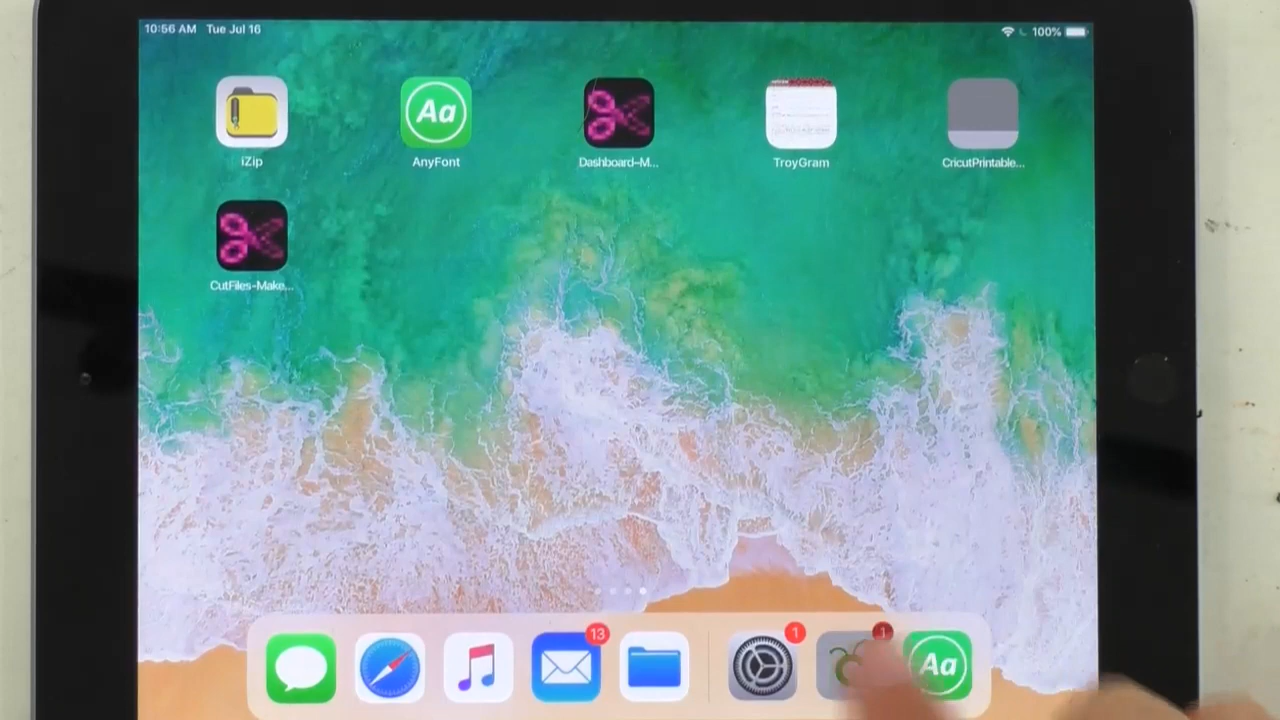 10:56 AM Tue Jul 16
100%
Aa
iZip
AnyFont
Dashboard-M...
TroyGram
CricutPrintable...
CutFiles-Make...
13
1
1
Aa